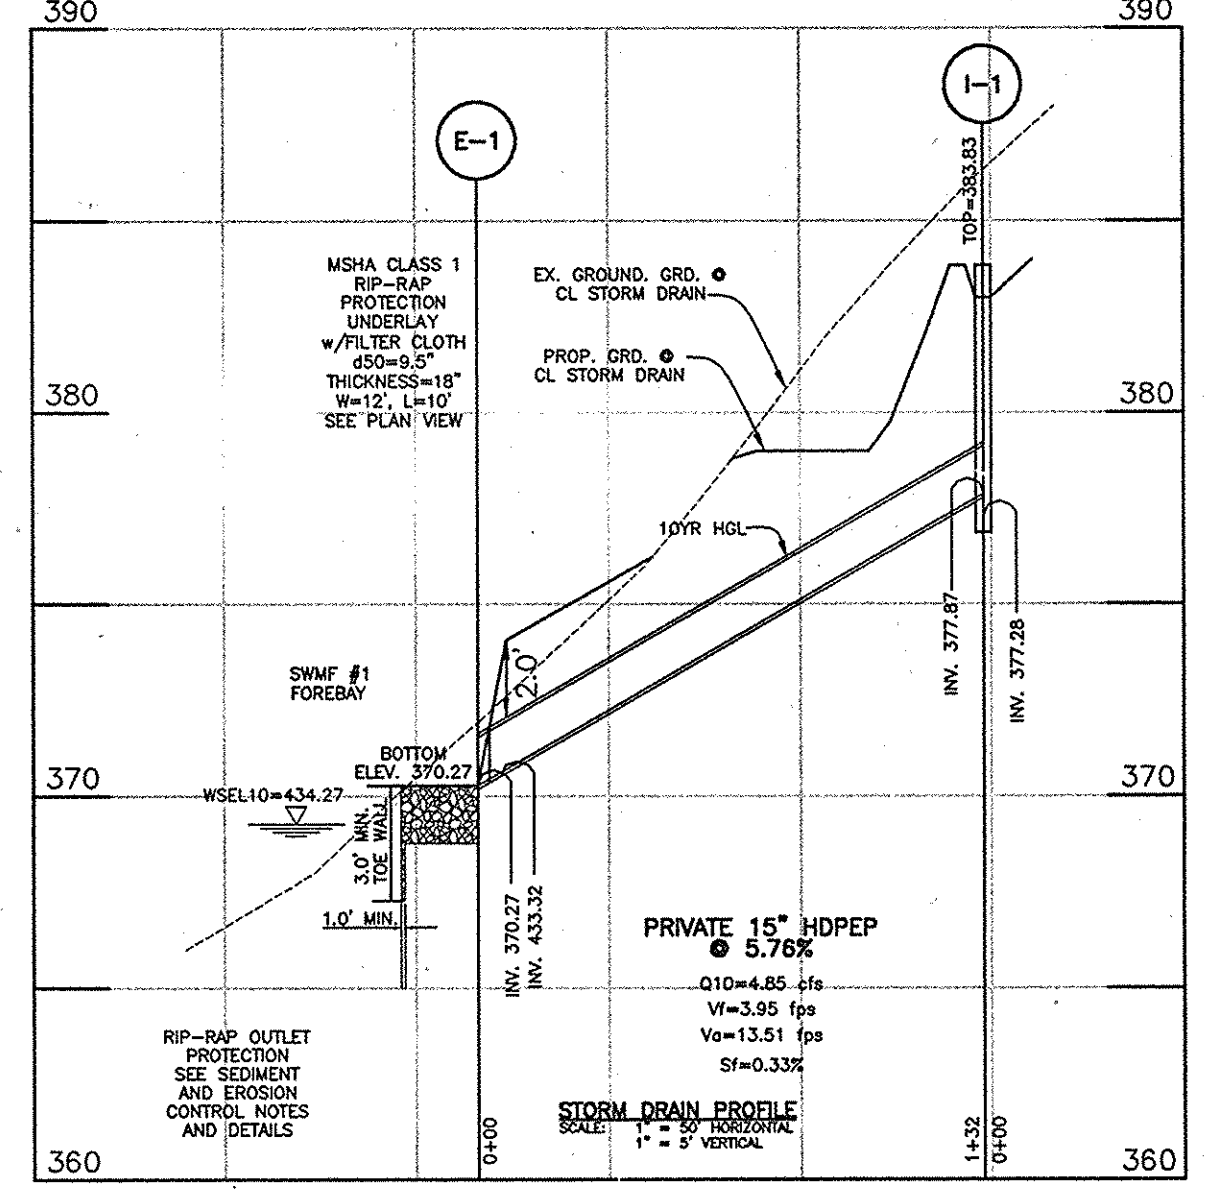 390
390
I-1
E-1
TOP=383.83
MSHA CLASS 1
RIP-RAP
PROTECTION
UNDERLAY
w/FILTER CLOTH
d50=9.5"
THICKNESS=18"
W=12', L=10'
SEE PLAN VIEW
EX. GROUND. GRD. @
CL STORM DRAIN
PROP. GRD. @
CL STORM DRAIN
380
380
10YR HGL
INV. 377.87
INV. 377.28
2.0'
SWMF #1
FOREBAY
BOTTOM
ELEV. 370.27
370
370
WSEL10=434.27
3.0' MIN.
TOE WALL
1.0' MIN.
INV. 370.27
INV. 433.32
PRIVATE 15" HDPEP
@ 5.76%
Q10=4.85 cfs
Vf=3.95 fps
Va=13.51 fps
Sf=0.33%
RIP-RAP OUTLET
PROTECTION
SEE SEDIMENT
AND EROSION
CONTROL NOTES
AND DETAILS
STORM DRAIN PROFILE
SCALE: 1" = 50' HORIZONTAL
1" = 5' VERTICAL
0+00
1+32
0+00
360
360